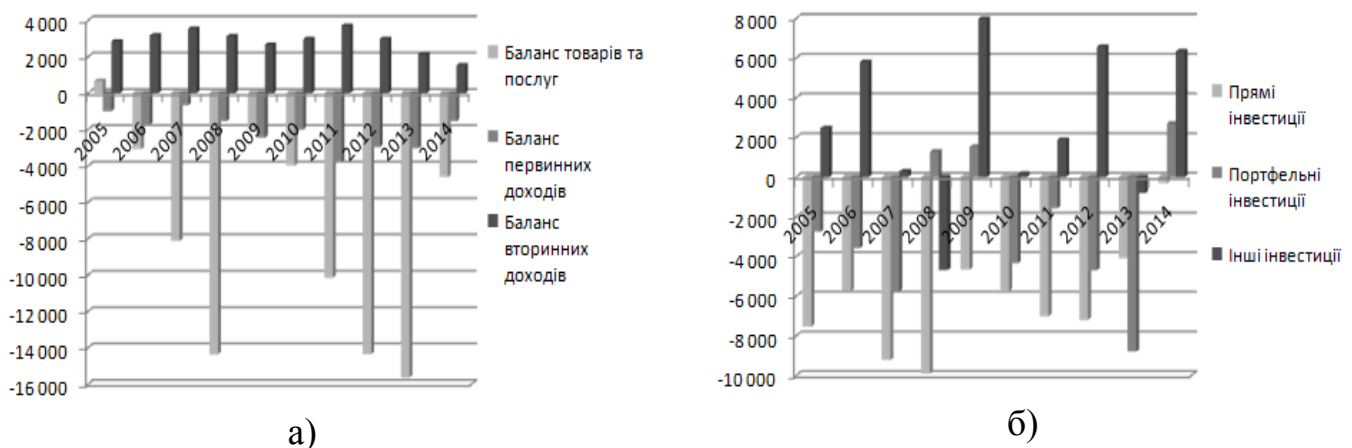 4 000
2 000
0
-2 000
-4 000
-6 000
-8 000
-10 000
-12 000
-14 000
-16 000
2005
2006
2007
2008
2009
2010
2011
2012
2013
2014
Баланс товарів та
послуг
Баланс
первинних
доходів
Баланс
вторинних
доходів
а)
8 000
6 000
4 000
2 000
0
-2 000
-4 000
-6 000
-8 000
-10 000
2005
2006
2007
2008
2009
2010
2011
2012
2013
2014
Прямі
інвестиції
Портфельні
інвестиції
Інші інвестиції
б)